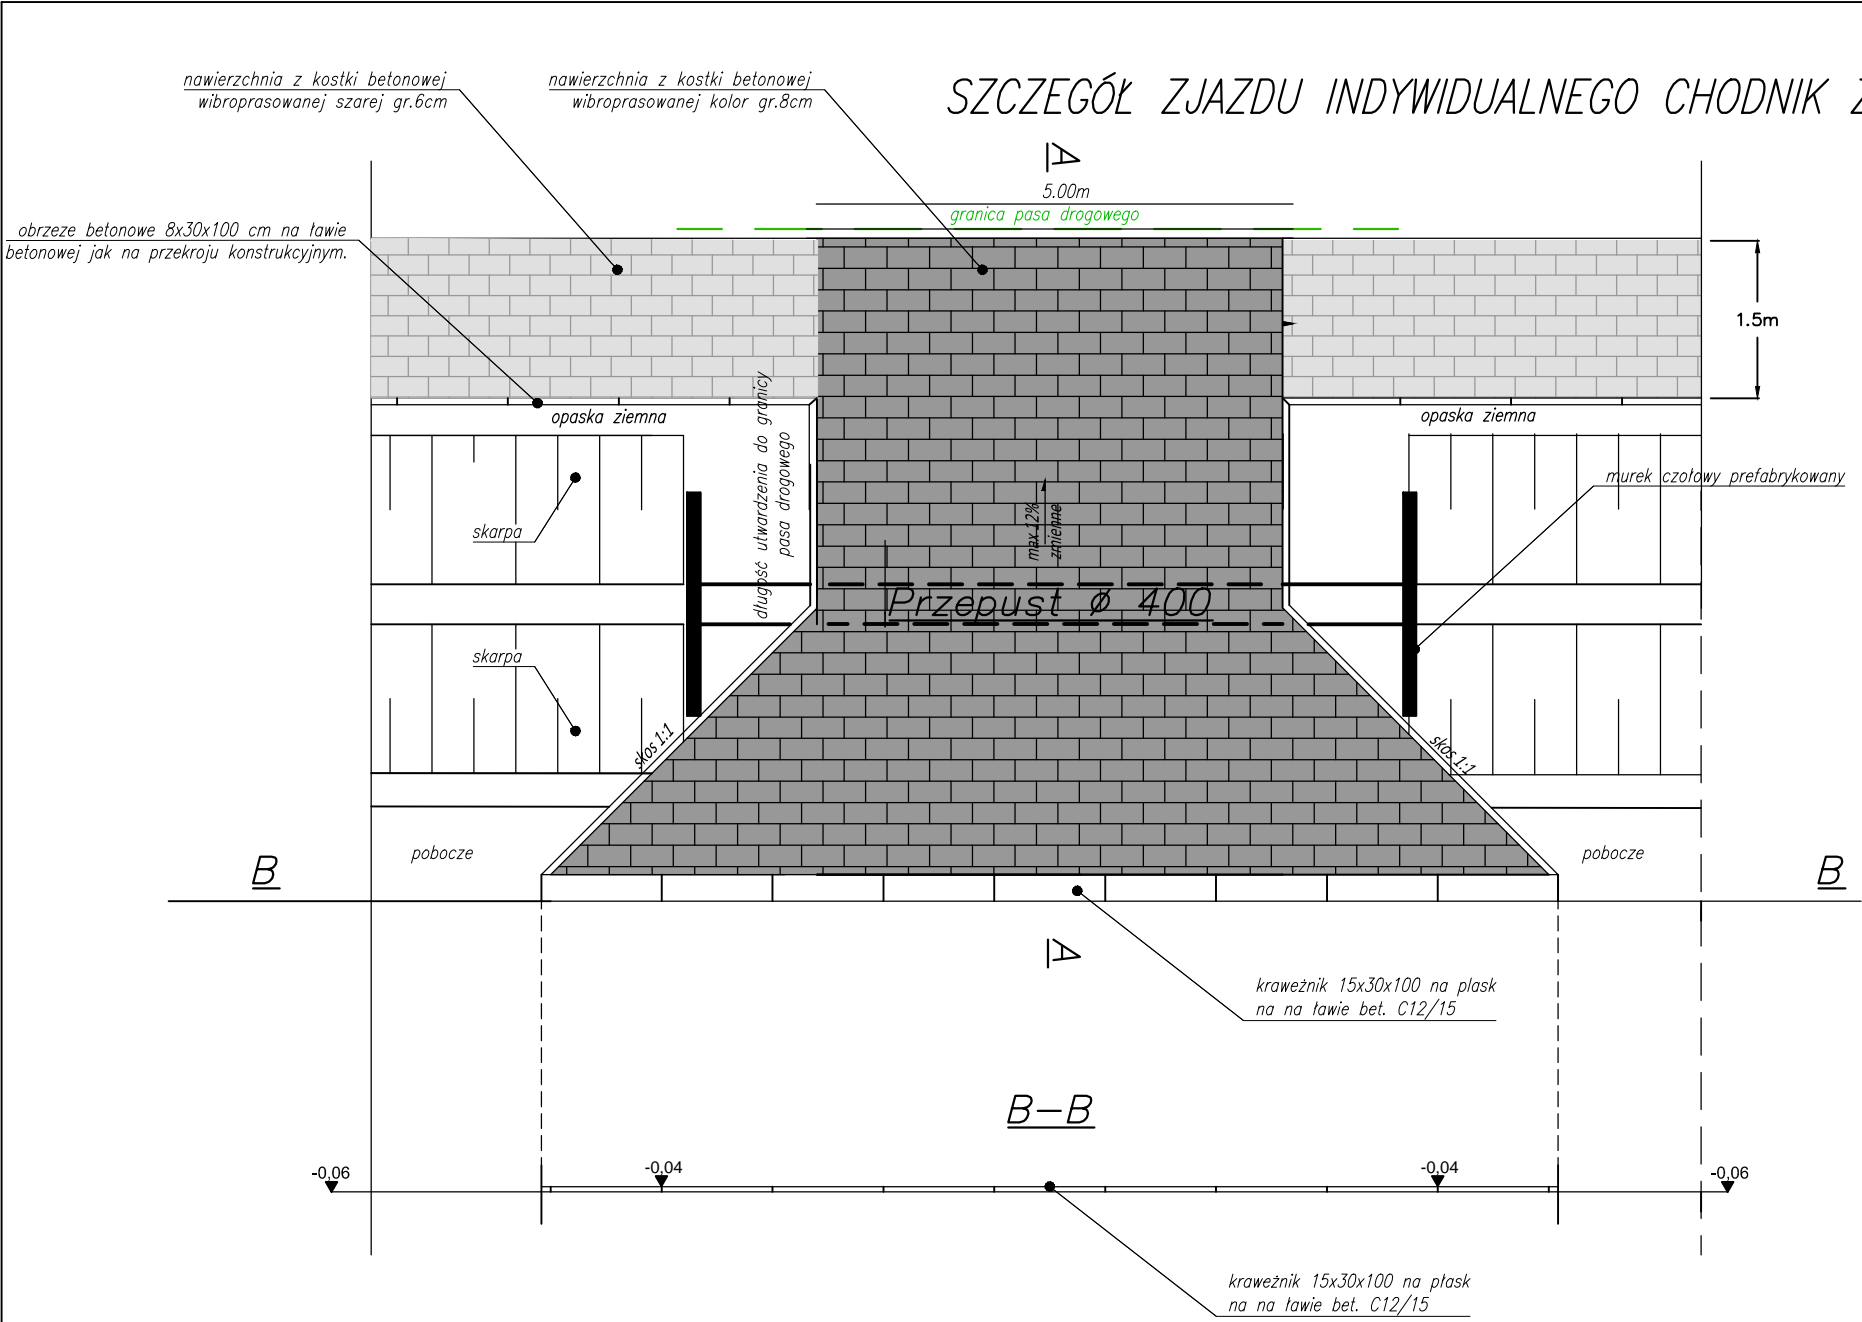 SZCZEGÓŁ ZJAZDU INDYWIDUALNEGO CHODNIK Z
nawierzchnia z kostki betonowej
wibroprasowanej szarej gr.6cm
nawierzchnia z kostki betonowej
wibroprasowanej kolor gr.8cm
A
5.00m
granica pasa drogowego
obrzeze betonowe 8x30x100 cm na ławie
betonowej jak na przekroju konstrukcyjnym.
1.5m
opaska ziemna
opaska ziemna
długość utwardzenia do granicy
pasa drogowego
murek czołowy prefabrykowany
skarpa
max 12%
zmienne
Przepust Ø 400
skarpa
skos 1:1
skos 1:1
pobocze
pobocze
B
B
A
kraweżnik 15x30x100 na plask
na na ławie bet. C12/15
B-B
-0,06
-0,04
-0,04
-0,06
kraweżnik 15x30x100 na płask
na na ławie bet. C12/15